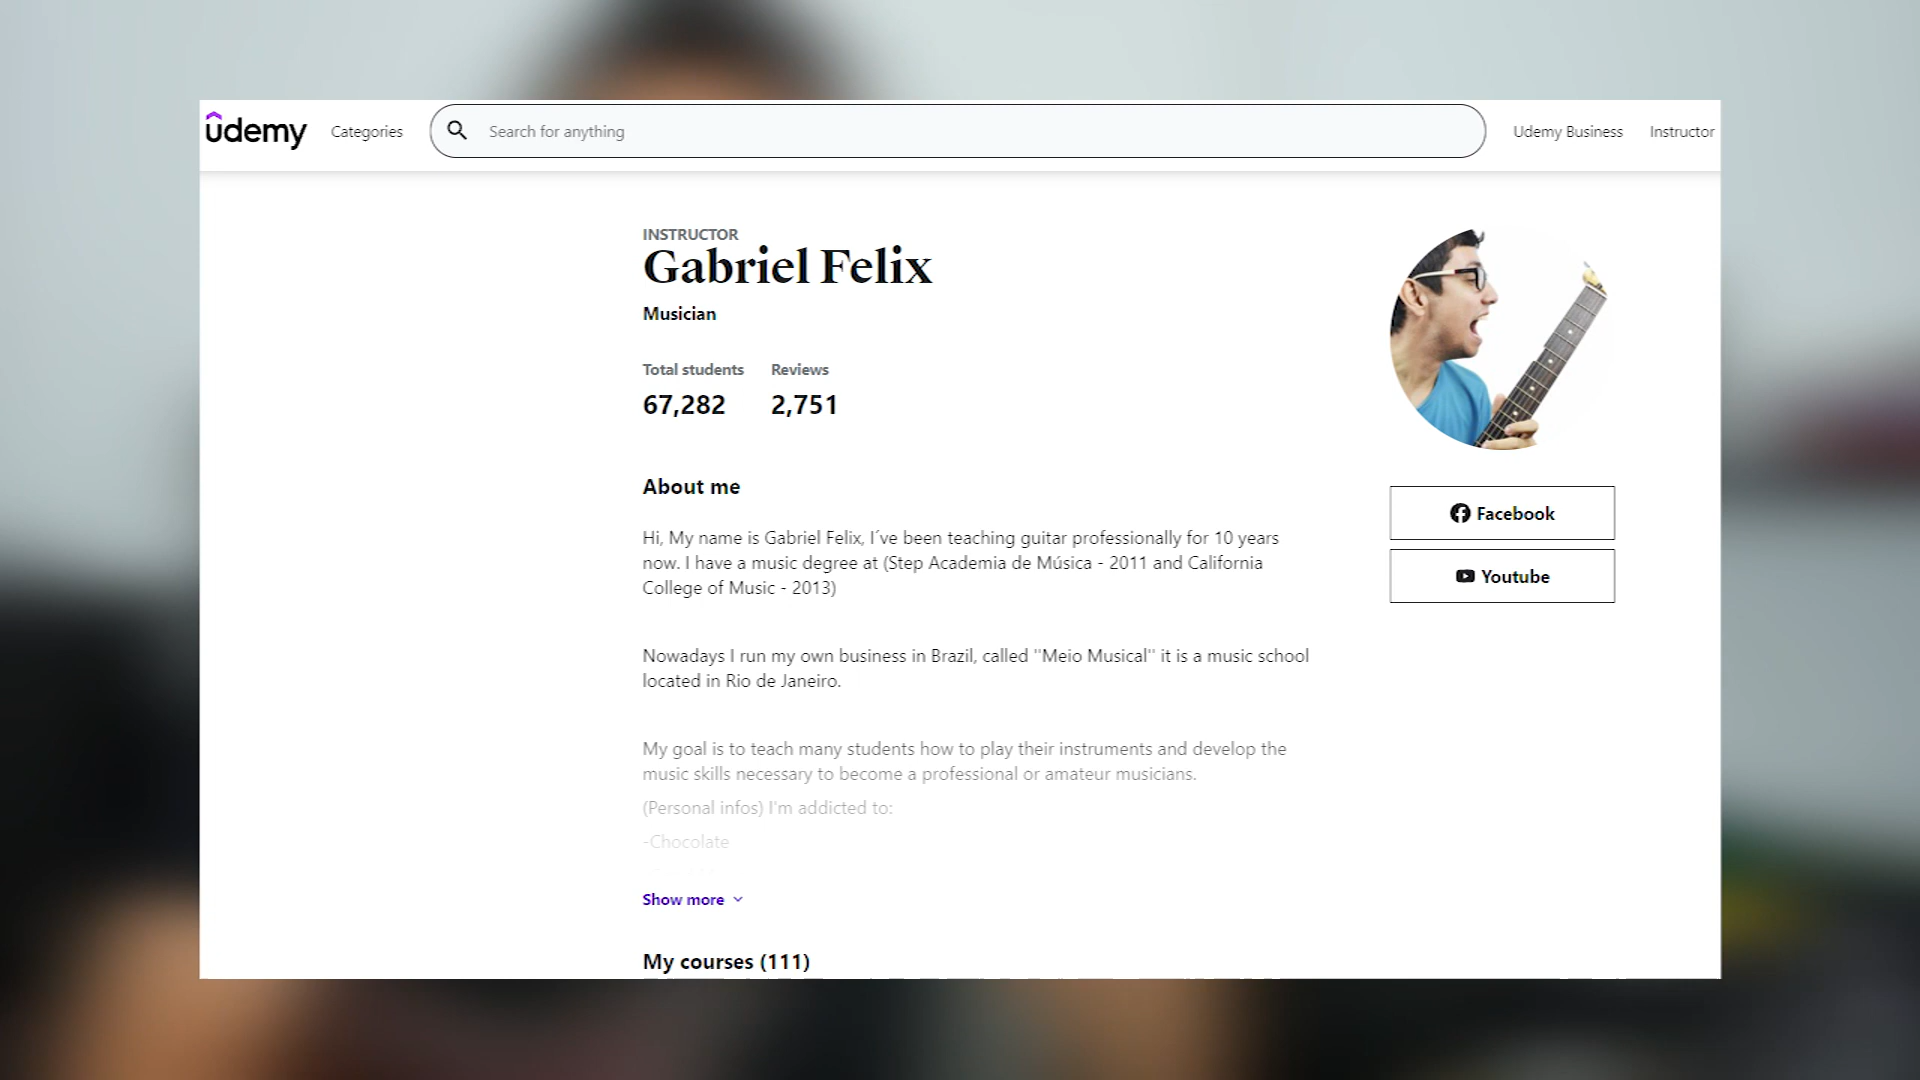 ûdemy Categories Search for anything Udemy Business Instructor
INSTRUCTOR
Gabriel Felix
Musician
Total students Reviews
67,282 2,751
About me
Hi, My name is Gabriel Felix, I´ve been teaching guitar professionally for 10 years
now. I have a music degree at (Step Academia de Música - 2011 and California
College of Music - 2013)
Nowadays I run my own business in Brazil, called "Meio Musical" it is a music school
located in Rio de Janeiro.
My goal is to teach many students how to play their instruments and develop the
music skills necessary to become a professional or amateur musicians.
(Personal infos) I'm addicted to:
-Chocolate
Show more
My courses (111)
Facebook
Youtube